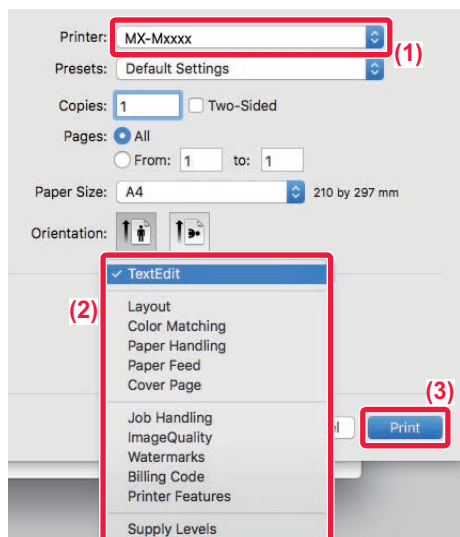 Printer: MX-Mxxxx
(1)
Presets: Default Settings
Copies: 1 Two-Sided
Pages: All
From: 1 to: 1
Paper Size: A4 210 by 297 mm
Orientation:
✓ TextEdit
(2)
Layout
Color Matching
Paper Handling
Paper Feed
Cover Page
(3)
Job Handling
ImageQuality
Watermarks
Billing Code
Printer Features
Print
Supply Levels